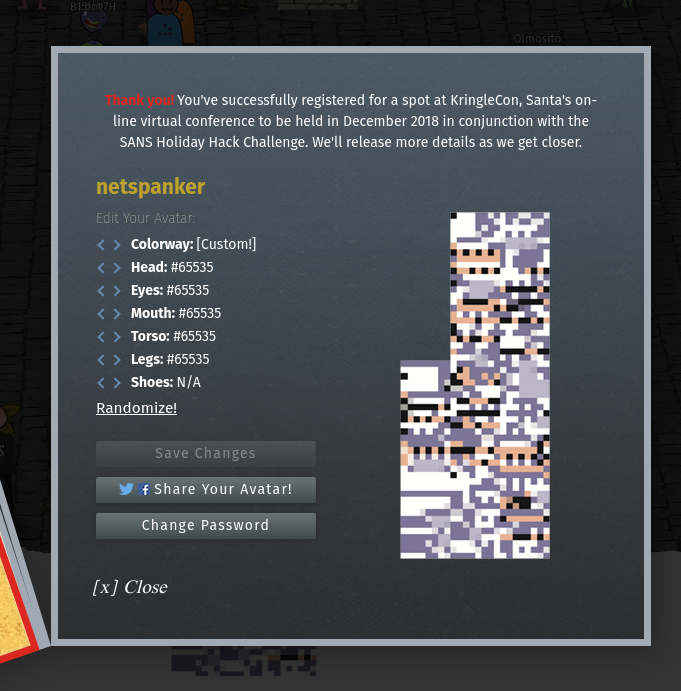 Olmosito
Thank you! You've successfully registered for a spot at KringleCon, Santa's on-
line virtual conference to be held in December 2018 in conjunction with the
SANS Holiday Hack Challenge. We'll release more details as we get closer.
netspanker
Edit Your Avatar:
Colorway: [Custom!]
Head: #65535
Eyes: #65535
Mouth: #65535
Torso: #65535
Legs: #65535
Shoes: N/A
Randomize!
Save Changes
Share Your Avatar!
Change Password
[x] Close